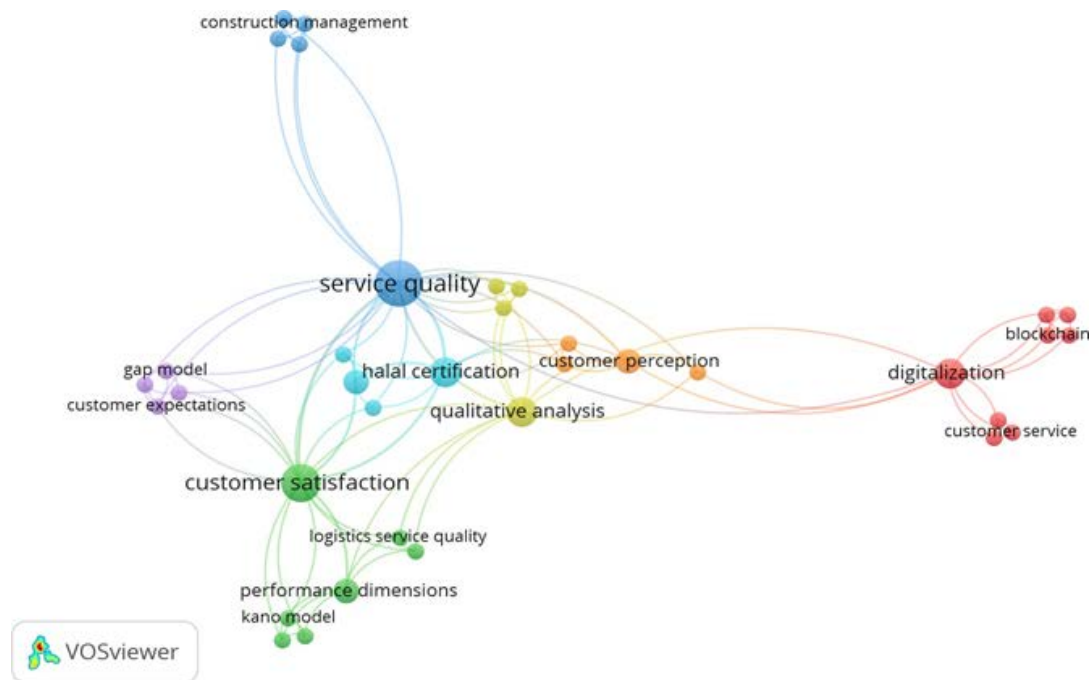 construction management
service quality
gap model
halal certification
customer perception
customer expectations
qualitative analysis
blockchain
digitalization
customer service
customer satisfaction
logistics service quality
performance dimensions
kano model
VOSviewer